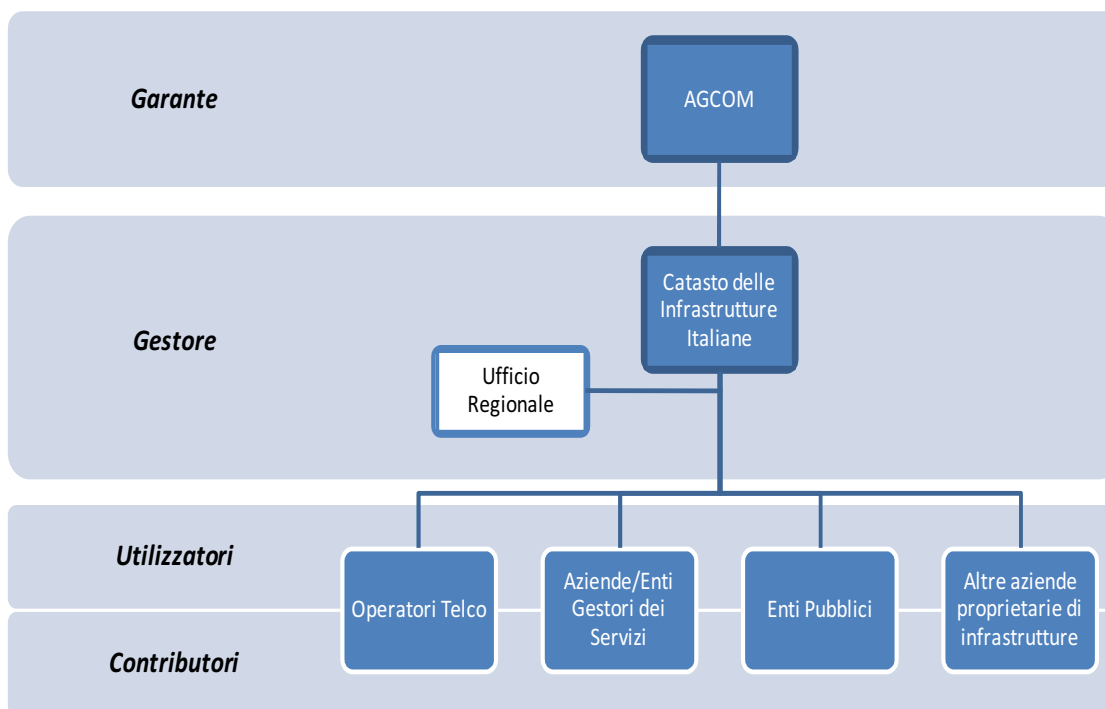 Garante
AGCOM
Gestore
Catasto delle
Infrastrutture
Italiane
Ufficio
Regionale
Utilizzatori
Contributori
Operatori Telco
Aziende/Enti
Gestori dei
Servizi
Enti Pubblici
Altre aziende
proprietarie di
infrastrutture